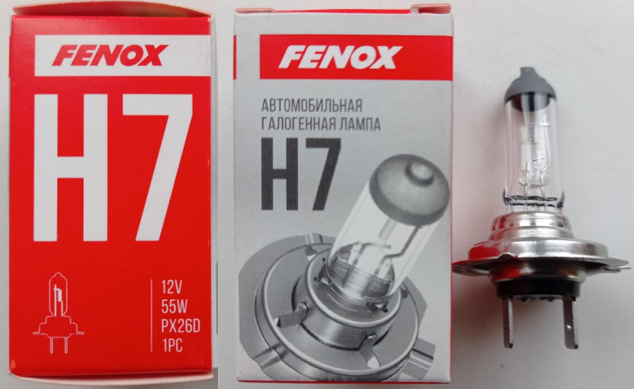 FENOX
H7
12V
55W
PX26D
1PC
FENOX
АВТОМОБИЛЬНАЯ
ГАЛОГЕННАЯ ЛАМПА
H7